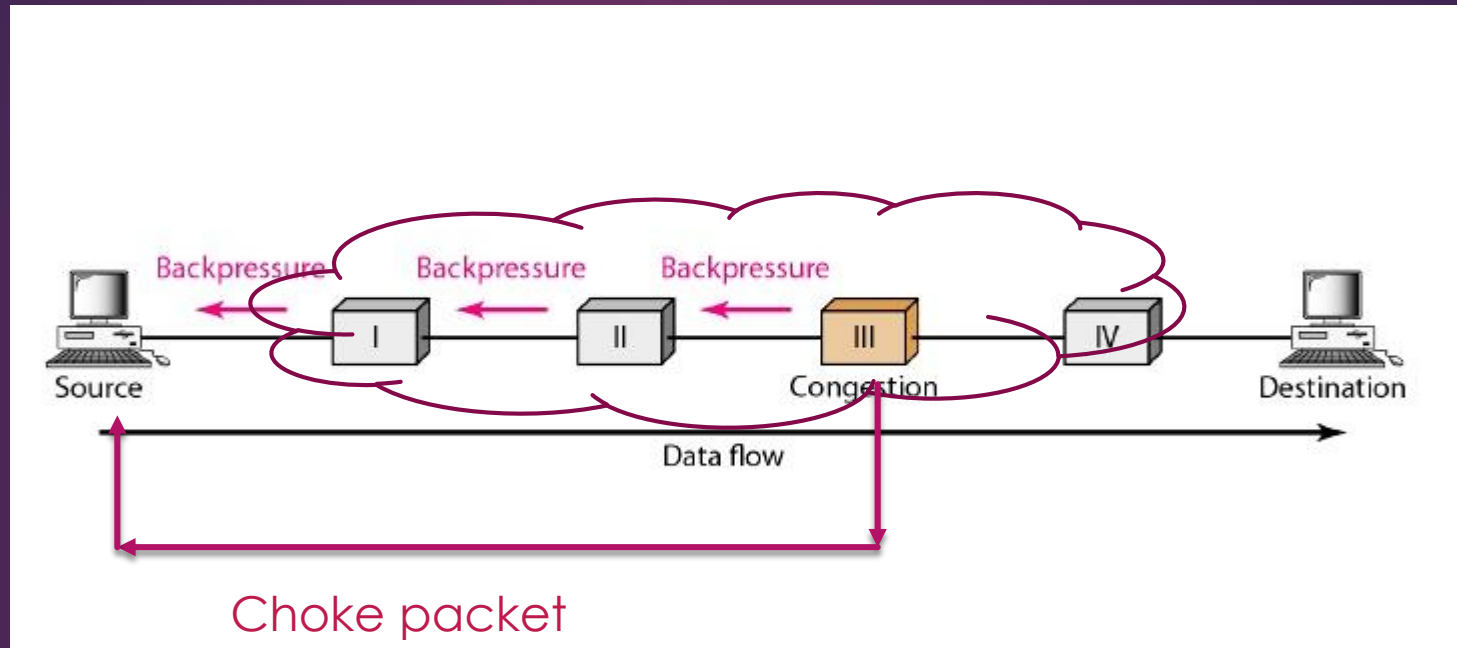 Backpressure Backpressure Backpressure
I II III IV
Source Congestion Destination
Data flow
Choke packet